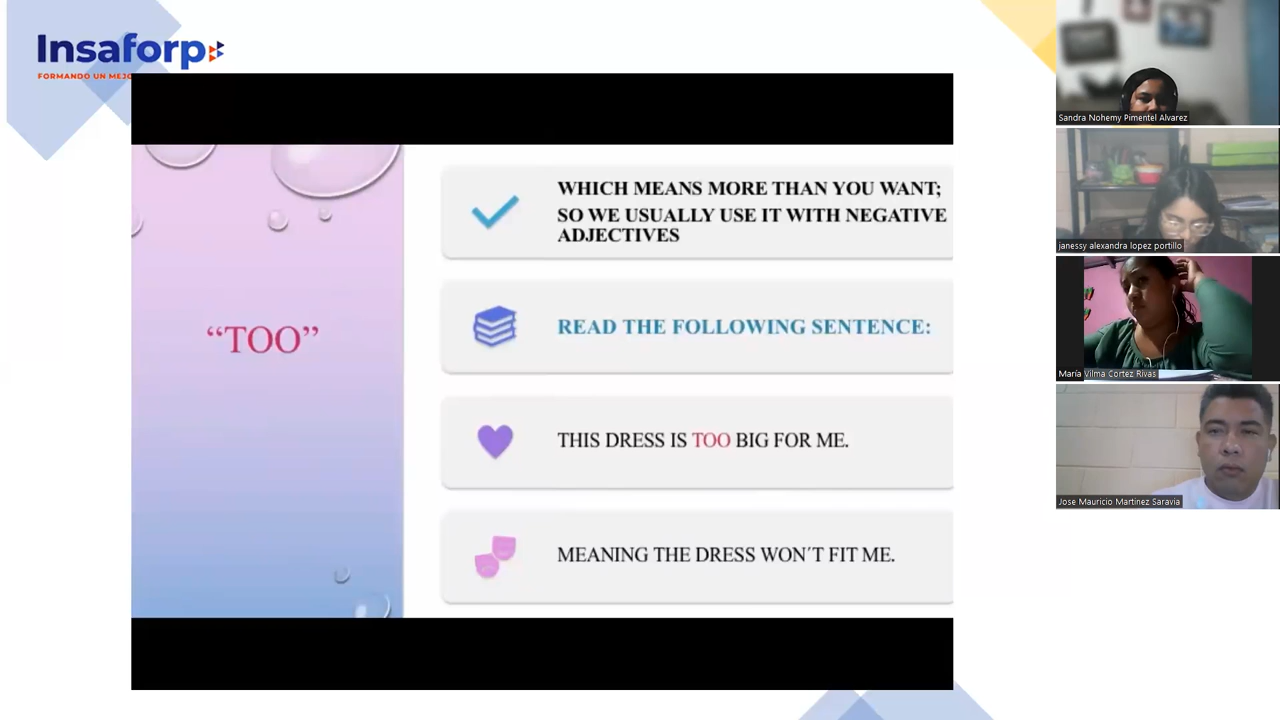 Insaforp
FORMANDO UN MEJO
"TOO"
WHICH MEANS MORE THAN YOU WANT;
SO WE USUALLY USE IT WITH NEGATIVE
ADJECTIVES
READ THE FOLLOWING SENTENCE:
THIS DRESS IS TOO BIG FOR ME.
MEANING THE DRESS WON´T FIT ME.
Sandra Nohemy Pimentel Alvarez
janessy alexandra lopez portillo
María Vilma Cortez Rivas
Jose Mauricio Martinez Saravia